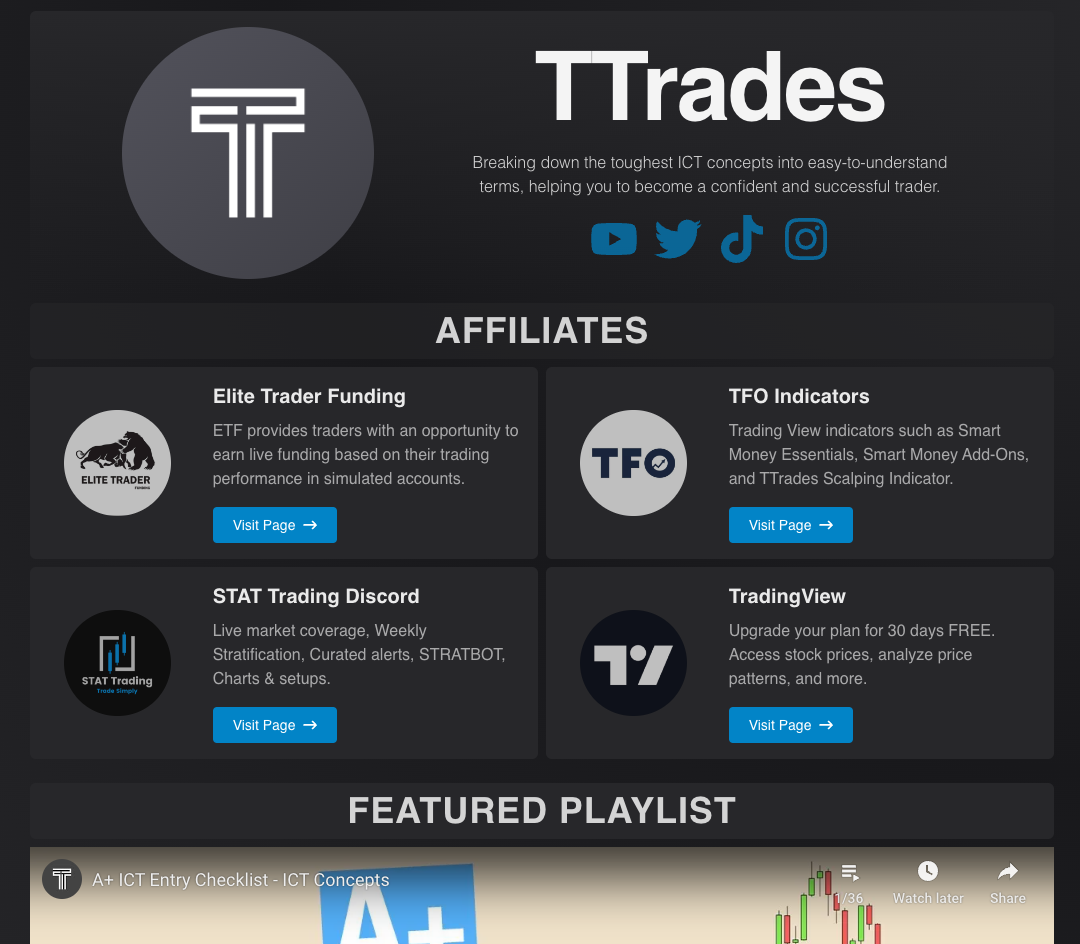 TTrades
Breaking down the toughest ICT concepts into easy-to-understand
terms, helping you to become a confident and successful trader.
AFFILIATES
ELITE TRADER
FUNDING
Elite Trader Funding
ETF provides traders with an opportunity to
earn live funding based on their trading
performance in simulated accounts.
Visit Page →
TFO
TFO Indicators
Trading View indicators such as Smart
Money Essentials, Smart Money Add-Ons,
and TTrades Scalping Indicator.
Visit Page →
STAT Trading
Trade Simply
STAT Trading Discord
Live market coverage, Weekly
Stratification, Curated alerts, STRATBOT,
Charts & setups.
Visit Page →
TradingView
Upgrade your plan for 30 days FREE.
Access stock prices, analyze price
patterns, and more.
Visit Page →
FEATURED PLAYLIST
A+ ICT Entry Checklist - ICT Concepts
1/36
Watch later
Share
A+